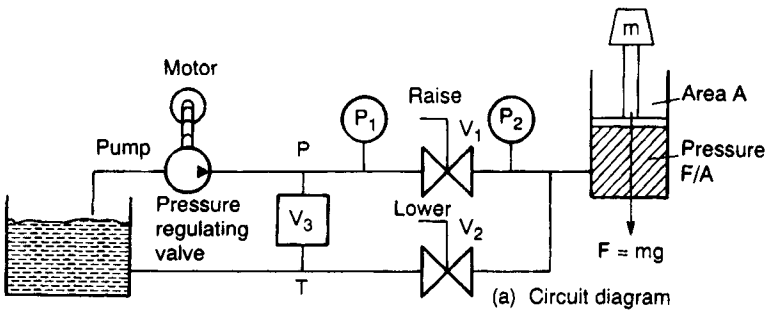 m
Motor
Raise
Area A
P1
V1
P2
Pump
P
Pressure
F/A
Pressure
regulating
valve
V3
Lower
V2
F = mg
T
(a) Circuit diagram